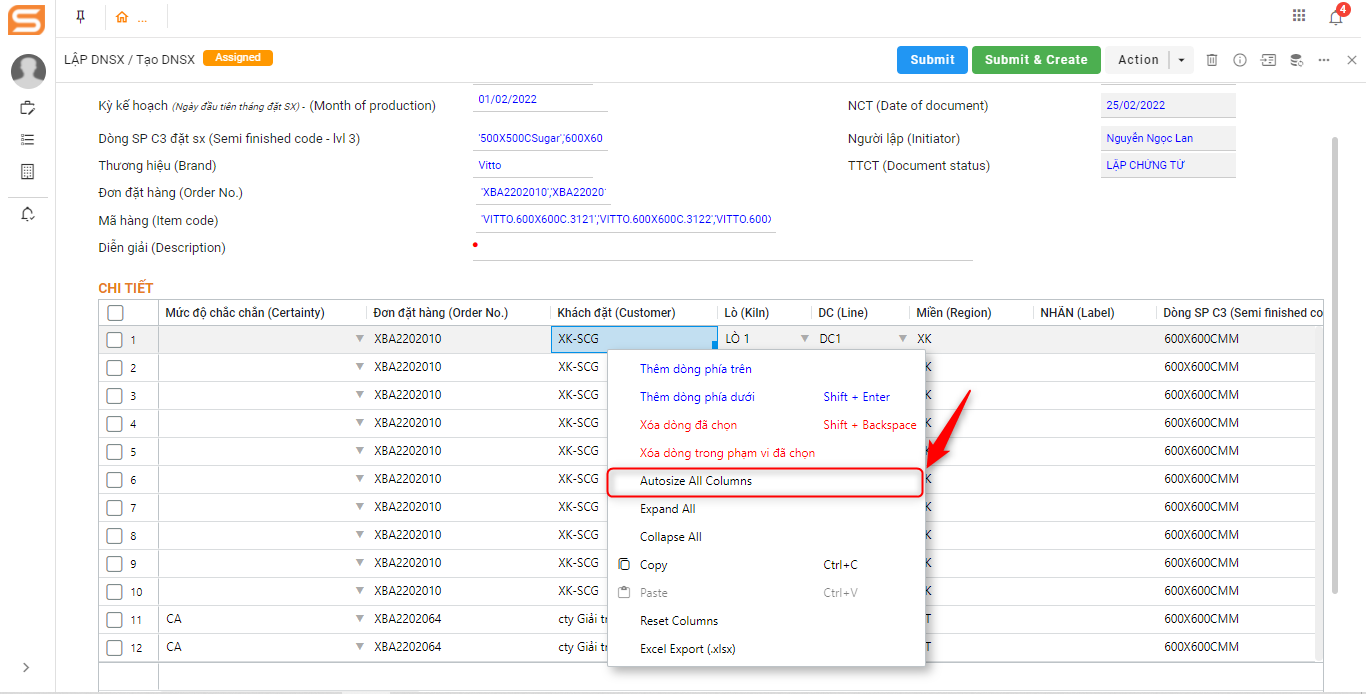 S
...
4
LẬP DNSX / Tạo DNSX Assigned Submit Submit & Create Action
Kỳ kế hoạch (Ngày đầu tiên tháng đặt SX) - (Month of production) 01/02/2022 NCT (Date of document) 25/02/2022
Dòng SP C3 đặt sx (Semi finished code - lvl 3) '500X500CSugar','600X60 Người lập (Initiator) Nguyễn Ngọc Lan
Thương hiệu (Brand) Vitto TTCT (Document status) LẬP CHỨNG TỪ
Đơn đặt hàng (Order No.) 'XBA2202010','XBA22020'
Mã hàng (Item code) 'VITTO.600X600C.3121','VITTO.600X600C.3122','VITTO.600X
Diễn giải (Description)
CHI TIẾT
Mức độ chắc chắn (Certainty) Đơn đặt hàng (Order No.) Khách đặt (Customer) Lò (Kiln) DC (Line) Miền (Region) NHÃN (Label) Dòng SP C3 (Semi finished co
1 XBA2202010 XK-SCG LÒ 1 DC1 XK 600X600CMM
2 XBA2202010 XK-SCG K 600X600CMM
3 XBA2202010 XK-SCG K 600X600CMM
4 XBA2202010 XK-SCG K 600X600CMM
5 XBA2202010 XK-SCG K 600X600CMM
6 XBA2202010 XK-SCG K 600X600CMM
7 XBA2202010 XK-SCG K 600X600CMM
8 XBA2202010 XK-SCG K 600X600CMM
9 XBA2202010 XK-SCG K 600X600CMM
10 XBA2202010 XK-SCG K 600X600CMM
11 CA XBA2202064 cty Giải tr T 600X600CMM
12 CA XBA2202064 cty Giải tr T 600X600CMM
Thêm dòng phía trên
Thêm dòng phía dưới Shift + Enter
Xóa dòng đã chọn Shift + Backspace
Xóa dòng trong phạm vi đã chọn
Autosize All Columns
Expand All
Collapse All
Copy Ctrl+C
Paste Ctrl+V
Reset Columns
Excel Export (.xlsx)